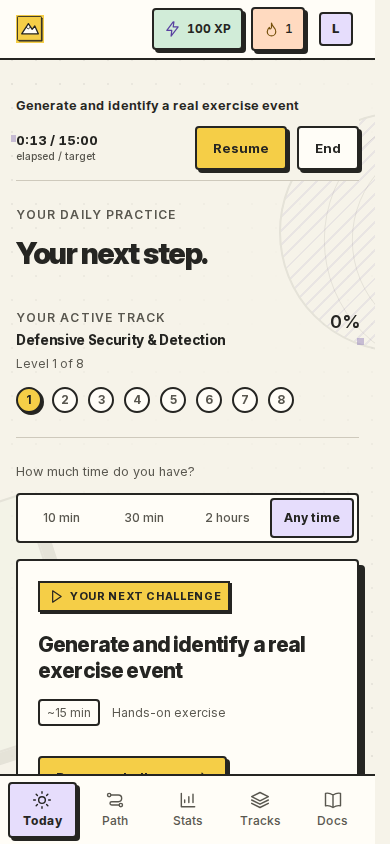 100 XP
1
L
Generate and identify a real exercise event
0:13 / 15:00
elapsed / target
Resume
End
YOUR DAILY PRACTICE
Your next step.
YOUR ACTIVE TRACK
0%
Defensive Security & Detection
Level 1 of 8
1 2 3 4 5 6 7 8
How much time do you have?
10 min
30 min
2 hours
Any time
YOUR NEXT CHALLENGE
Generate and identify a real
exercise event
~15 min
Hands-on exercise
Today
Path
Stats
Tracks
Docs